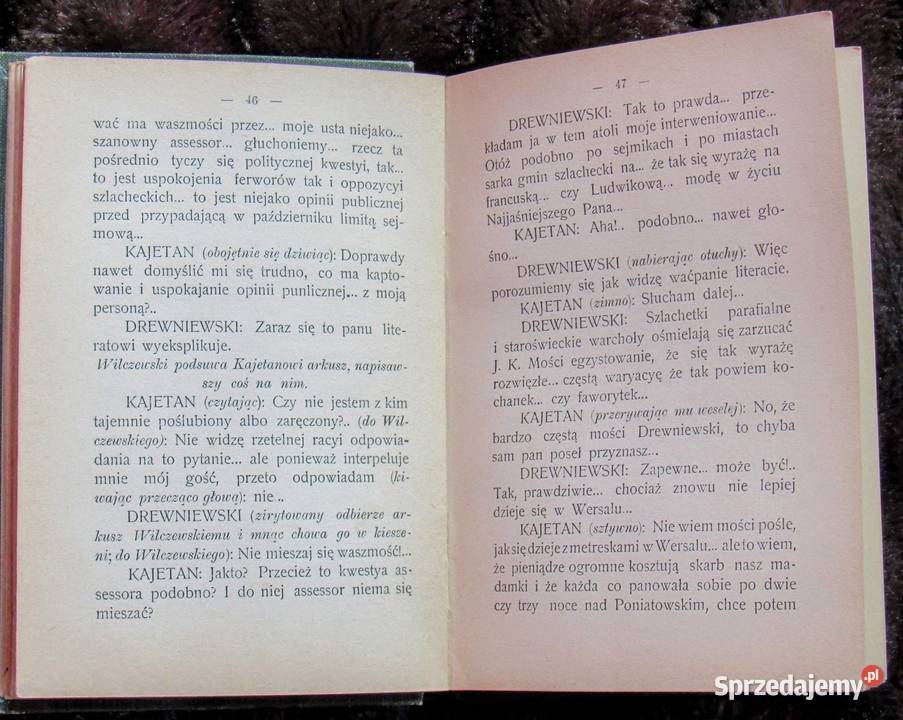 — 46 —
wać ma waszmości przez... moje usta niejako...
szanowny assessor... głuchoniemy... rzecz ta
pośrednio tyczy się politycznej kwestyi, tak...
to jest uspokojenia ferworów tak i oppozycyi
szlacheckich... to jest niejako opinii publicznej
przed przypadającą w październiku limitą sej-
mową...
KAJETAN (obojętnie się dziwiąc): Doprawdy
nawet domyślić mi się trudno, co ma kapto-
wanie i uspokajanie opinii punlicznej... z moją
personą?..
DREWNIEWSKI: Zaraz się to panu lite-
ratowi wyeksplikuje.
Wilczewski podsuwa Kajetanowi arkusz, napisaw-
szy coś na nim.
KAJETAN (czytając): Czy nie jestem z kim
tajemnie poślubiony albo zaręczony?.. (do Wil-
czewskiego): Nie widzę rzetelnej racyi odpowia-
dania na to pytanie... ale ponieważ interpeluje
mnie mój gość, przeto odpowiadam (ki-
wając przecząco głową): nie...
DREWNIEWSKI (zirytowany odbierze ar-
kusz Wilczewskiemu i mnąc chowa go w kiesze-
ni; do Wilczewskiego): Nie mieszaj się waszmość!...
KAJETAN: Jakto? Przecież to kwestya as-
sessora podobno? I do niej assessor niema się
mieszać?
— 47 —
DREWNIEWSKI: Tak to prawda... prze-
kładam ja w tem atoli moje interweniowanie...
Otóż podobno po sejmikach i po miastach
sarka gmin szlachecki na... że tak się wyrażę na
francuską... czy Ludwikową... modę w życiu
Najjaśniejszego Pana...
KAJETAN: Aha!.. podobno... nawet gło-
śno...
DREWNIEWSKI (nabierając otuchy): Więc
porozumiemy się jak widzę waćpanie literacie.
KAJETAN (zimno): Słucham dalej...
DREWNIEWSKI: Szlachetki parafialne
i staroświeckie warchoły ośmielają się zarzucać
J. K. Mości egzystowanie, że się tak wyrażę
rozwięzłe... częstą waryacyę że tak powiem ko-
chanek... czy faworytek...
KAJETAN (przerywając mu weselej): No, że
bardzo częstą mości Drewniewski, to chyba
sam pan poseł przyznasz...
DREWNIEWSKI: Zapewne... może być!..
Tak, prawdziwie... chociaż znowu nie lepiej
dzieje się w Wersalu...
KAJETAN (sztywno): Nie wiem mości pośle,
jak się dzieje z metreskami w Wersalu... ale to wiem,
że pieniądze ogromne kosztują skarb nasz ma-
damki i że każda co panowała sobie po dwie
czy trzy noce nad Poniatowskim, chce potem
Sprzedajemy.pl